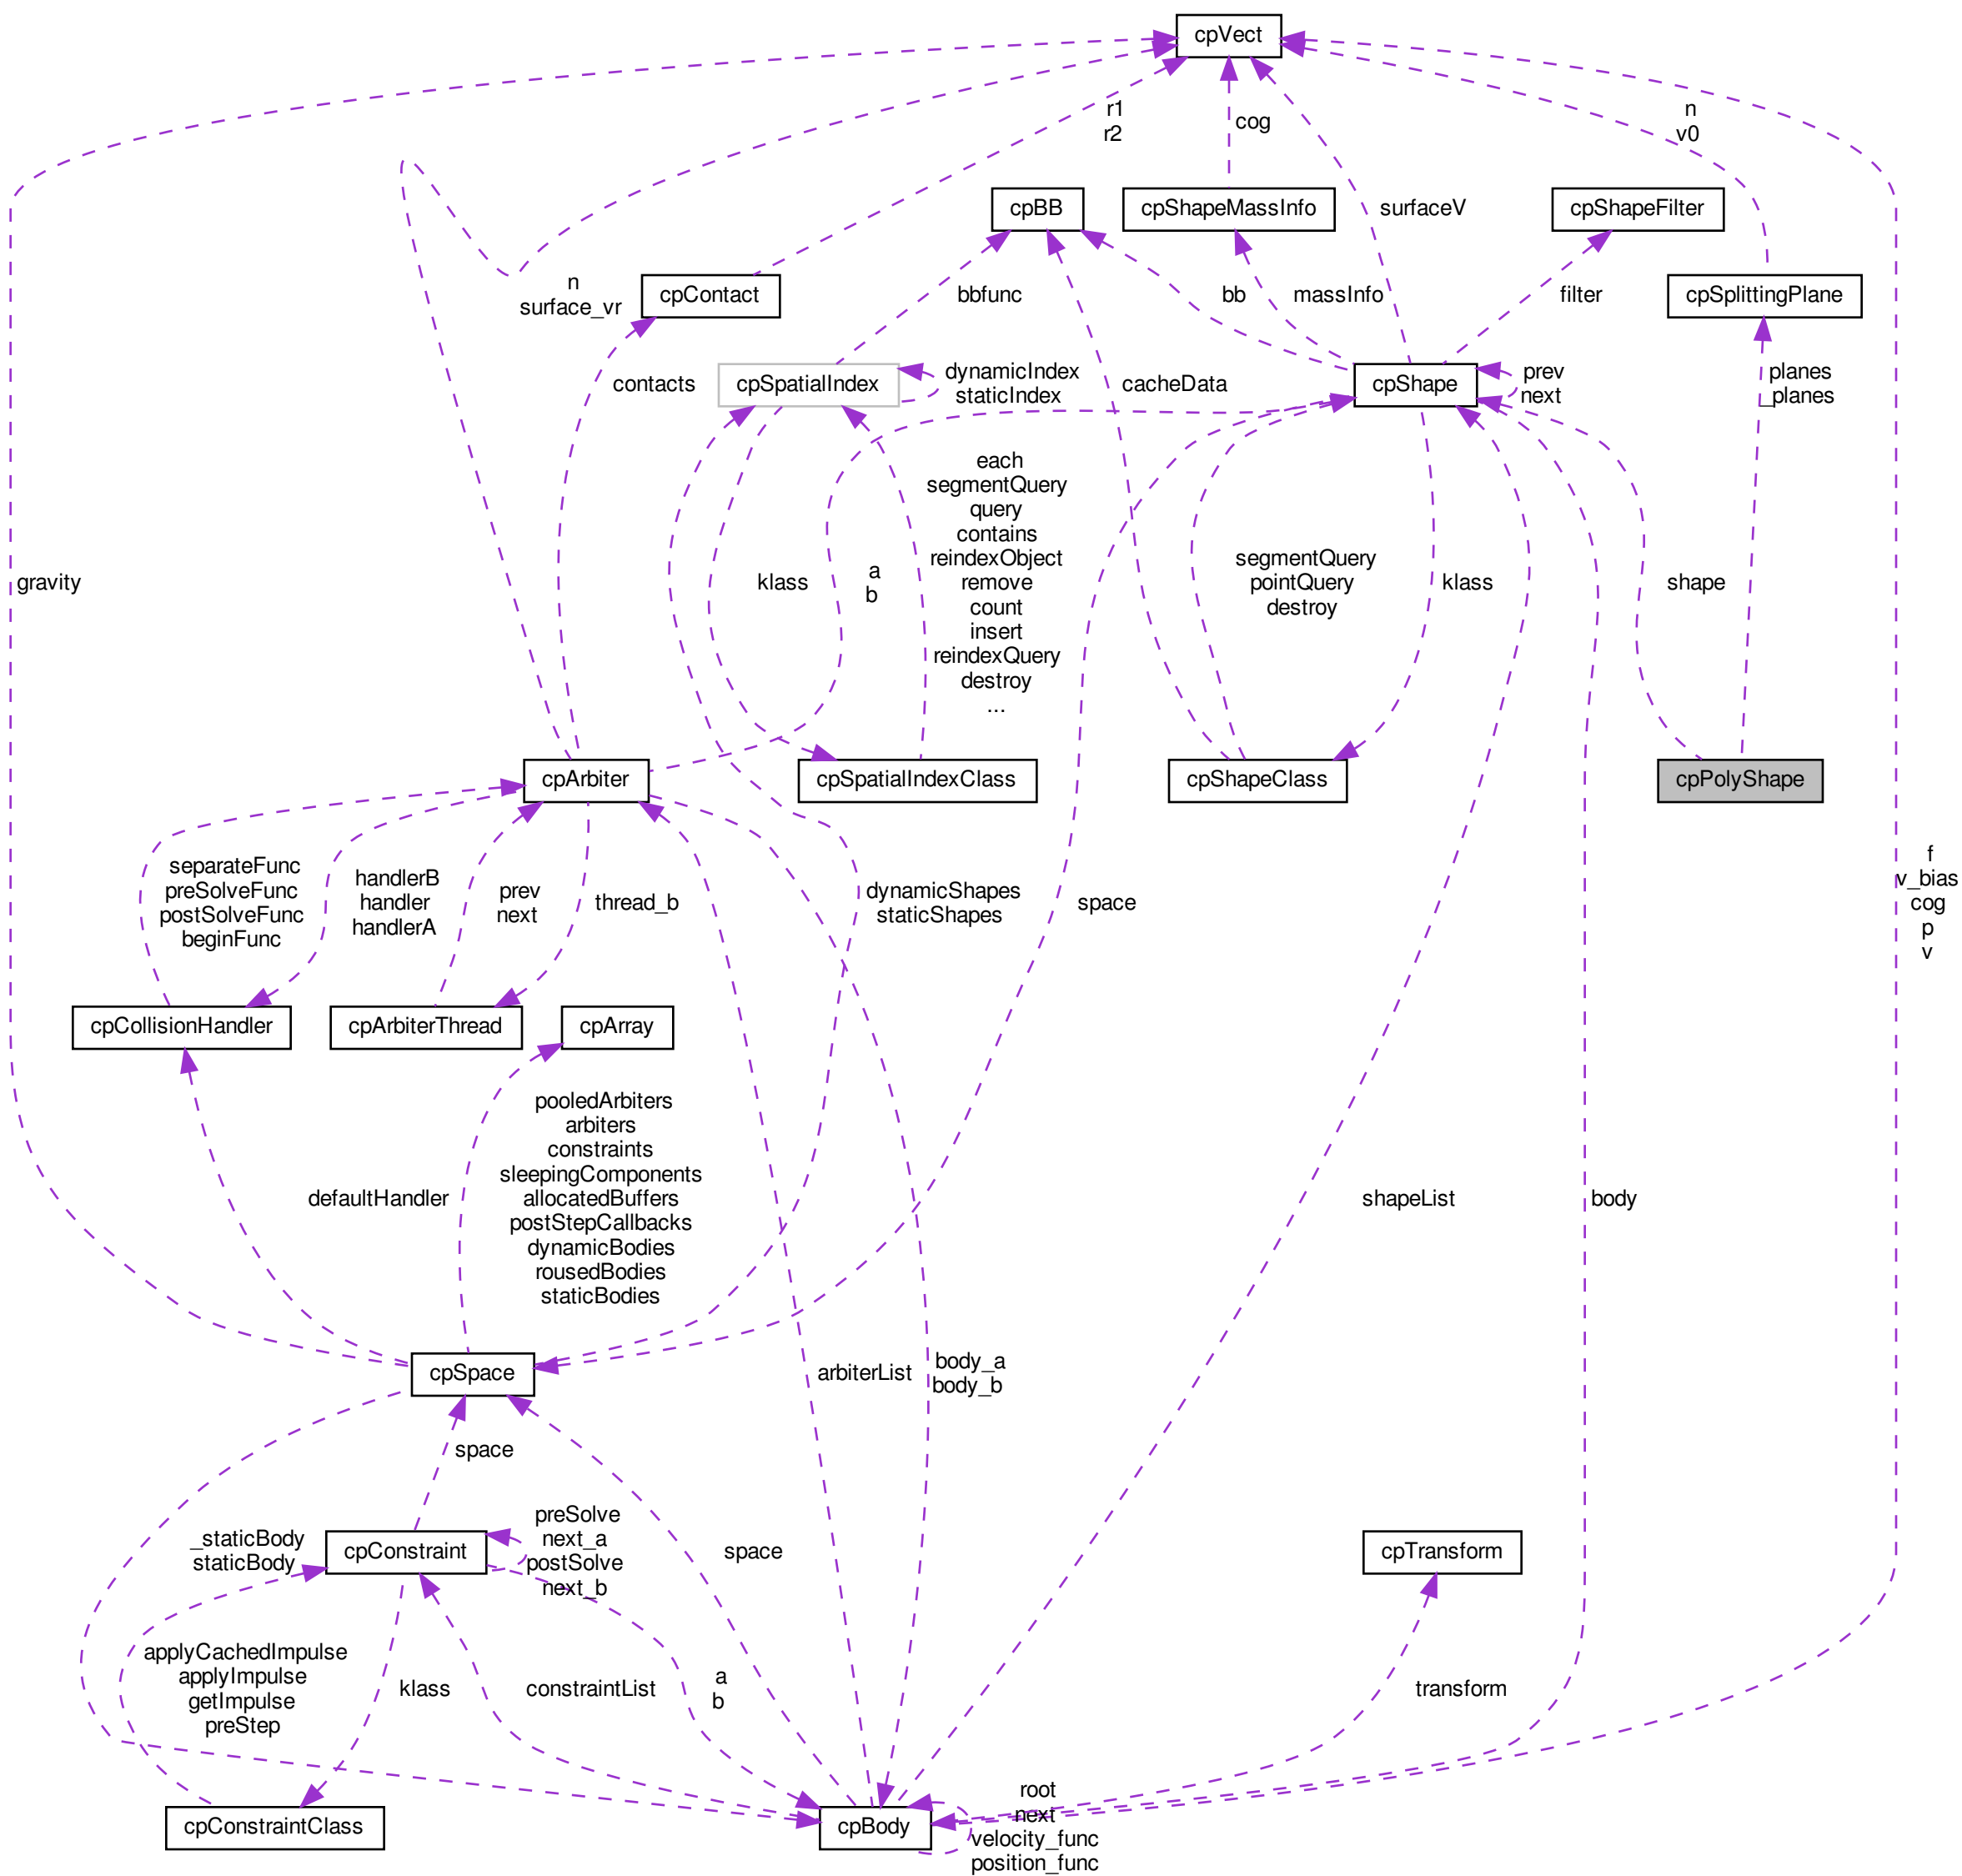 cpVect
r1
r2
cog
n
v0
cpBB
cpShapeMassInfo
surfaceV
cpShapeFilter
n
surface_vr
cpContact
bbfunc
bb
massInfo
filter
cpSplittingPlane
contacts
cpSpatialIndex
dynamicIndex
staticIndex
cacheData
cpShape
prev
next
planes
_planes
gravity
klass
a
b
each
segmentQuery
query
contains
reindexObject
remove
count
insert
reindexQuery
destroy
...
segmentQuery
pointQuery
destroy
klass
shape
cpArbiter
cpSpatialIndexClass
cpShapeClass
cpPolyShape
separateFunc
preSolveFunc
postSolveFunc
beginFunc
handlerB
handler
handlerA
prev
next
thread_b
dynamicShapes
staticShapes
space
f
v_bias
cog
p
v
cpCollisionHandler
cpArbiterThread
cpArray
defaultHandler
pooledArbiters
arbiters
constraints
sleepingComponents
allocatedBuffers
postStepCallbacks
dynamicBodies
rousedBodies
staticBodies
shapeList
body
cpSpace
arbiterList
body_a
body_b
space
_staticBody
staticBody
cpConstraint
preSolve
next_a
postSolve
next_b
space
cpTransform
applyCachedImpulse
applyImpulse
getImpulse
preStep
klass
constraintList
a
b
transform
cpConstraintClass
cpBody
root
next
velocity_func
position_func